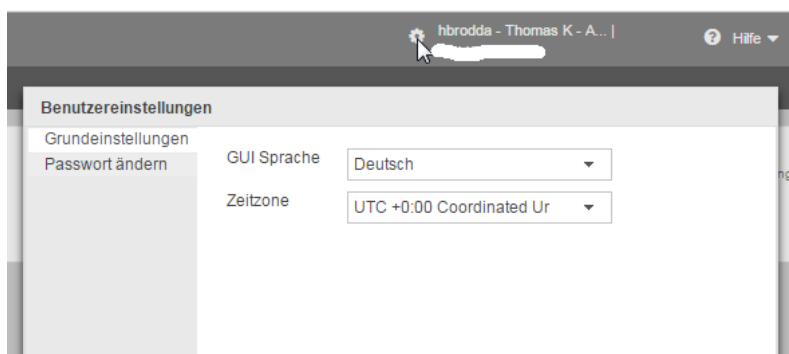 hbrodda - Thomas K - A... |
Hilfe
Benutzereinstellungen
Grundeinstellungen
Passwort ändern
GUI Sprache
Deutsch
Zeitzone
UTC +0:00 Coordinated Ur